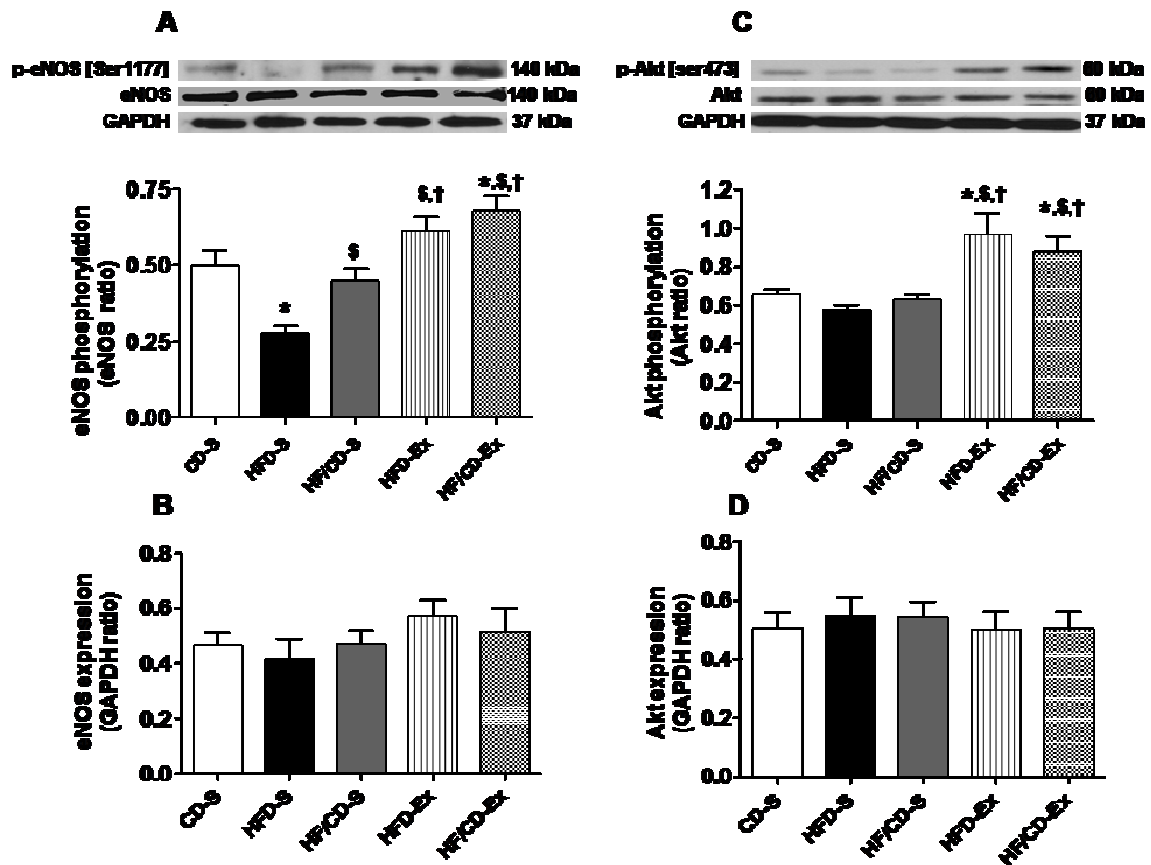 A
p-eNOS [Ser1177] 140 kDa
eNOS 140 kDa
GAPDH 37 kDa
eNOS phosphorylation
(eNOS ratio)
0.75
0.50
0.25
0.00
*
$
$,†
*,$,†
CD-S
HFD-S
HF/CD-S
HFD-Ex
HF/CD-Ex
C
p-Akt [ser473] 60 kDa
Akt 60 kDa
GAPDH 37 kDa
Akt phosphorylation
(Akt ratio)
1.2
1.0
0.8
0.6
0.4
0.2
0.0
*,$,†
*,$,†
CD-S
HFD-S
HF/CD-S
HFD-Ex
HF/CD-Ex
B
eNOS expression
(GAPDH ratio)
0.8
0.6
0.4
0.2
0.0
CD-S
HFD-S
HF/CD-S
HFD-Ex
HF/CD-Ex
D
Akt expression
(GAPDH ratio)
0.8
0.6
0.4
0.2
0.0
CD-S
HFD-S
HF/CD-S
HFD-Ex
HF/CD-Ex